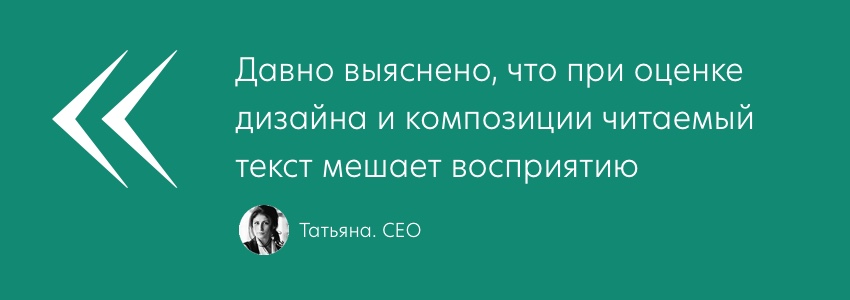 «
Давно выяснено, что при оценке
дизайна и композиции читаемый
текст мешает восприятию
Татьяна. CEO